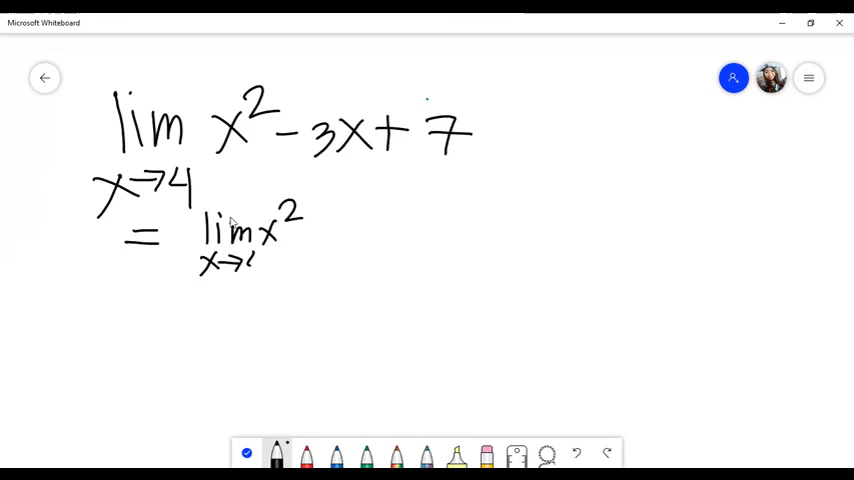 Microsoft Whiteboard
lim x² - 3x + 7
x→4
= lim x²
x→